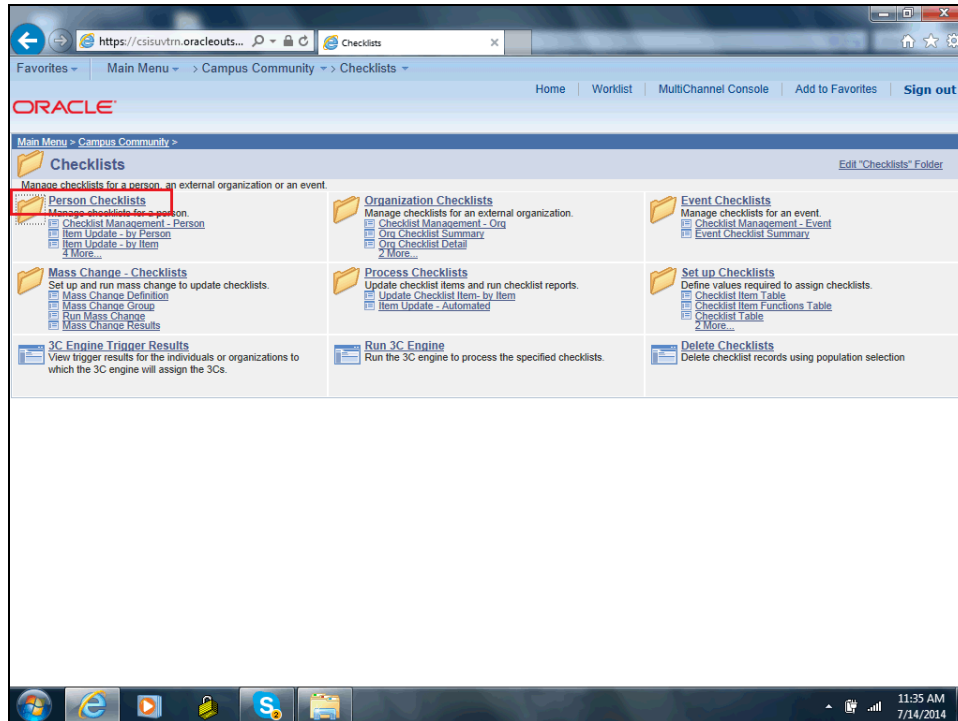 https://csisuvtrn.oracleouts...
Checklists
Favorites
Main Menu > Campus Community > Checklists
Home
Worklist
MultiChannel Console
Add to Favorites
Sign out
ORACLE
Main Menu > Campus Community >
Checklists
Edit "Checklists" Folder
Manage checklists for a person, an external organization or an event.
Person Checklists
Manage checklists for a person.
Checklist Management - Person
Item Update - by Person
Item Update - by Item
4 More...
Organization Checklists
Manage checklists for an external organization.
Checklist Management - Org
Org Checklist Summary
Org Checklist Detail
2 More...
Event Checklists
Manage checklists for an event.
Checklist Management - Event
Event Checklist Summary
Mass Change - Checklists
Set up and run mass change to update checklists.
Mass Change Definition
Mass Change Group
Run Mass Change
Mass Change Results
Process Checklists
Update checklist items and run checklist reports.
Update Checklist Item- by Item
Item Update - Automated
Set up Checklists
Define values required to assign checklists.
Checklist Item Table
Checklist Item Functions Table
Checklist Table
2 More...
3C Engine Trigger Results
View trigger results for the individuals or organizations to
which the 3C engine will assign the 3Cs.
Run 3C Engine
Run the 3C engine to process the specified checklists.
Delete Checklists
Delete checklist records using population selection
11:35 AM
7/14/2014